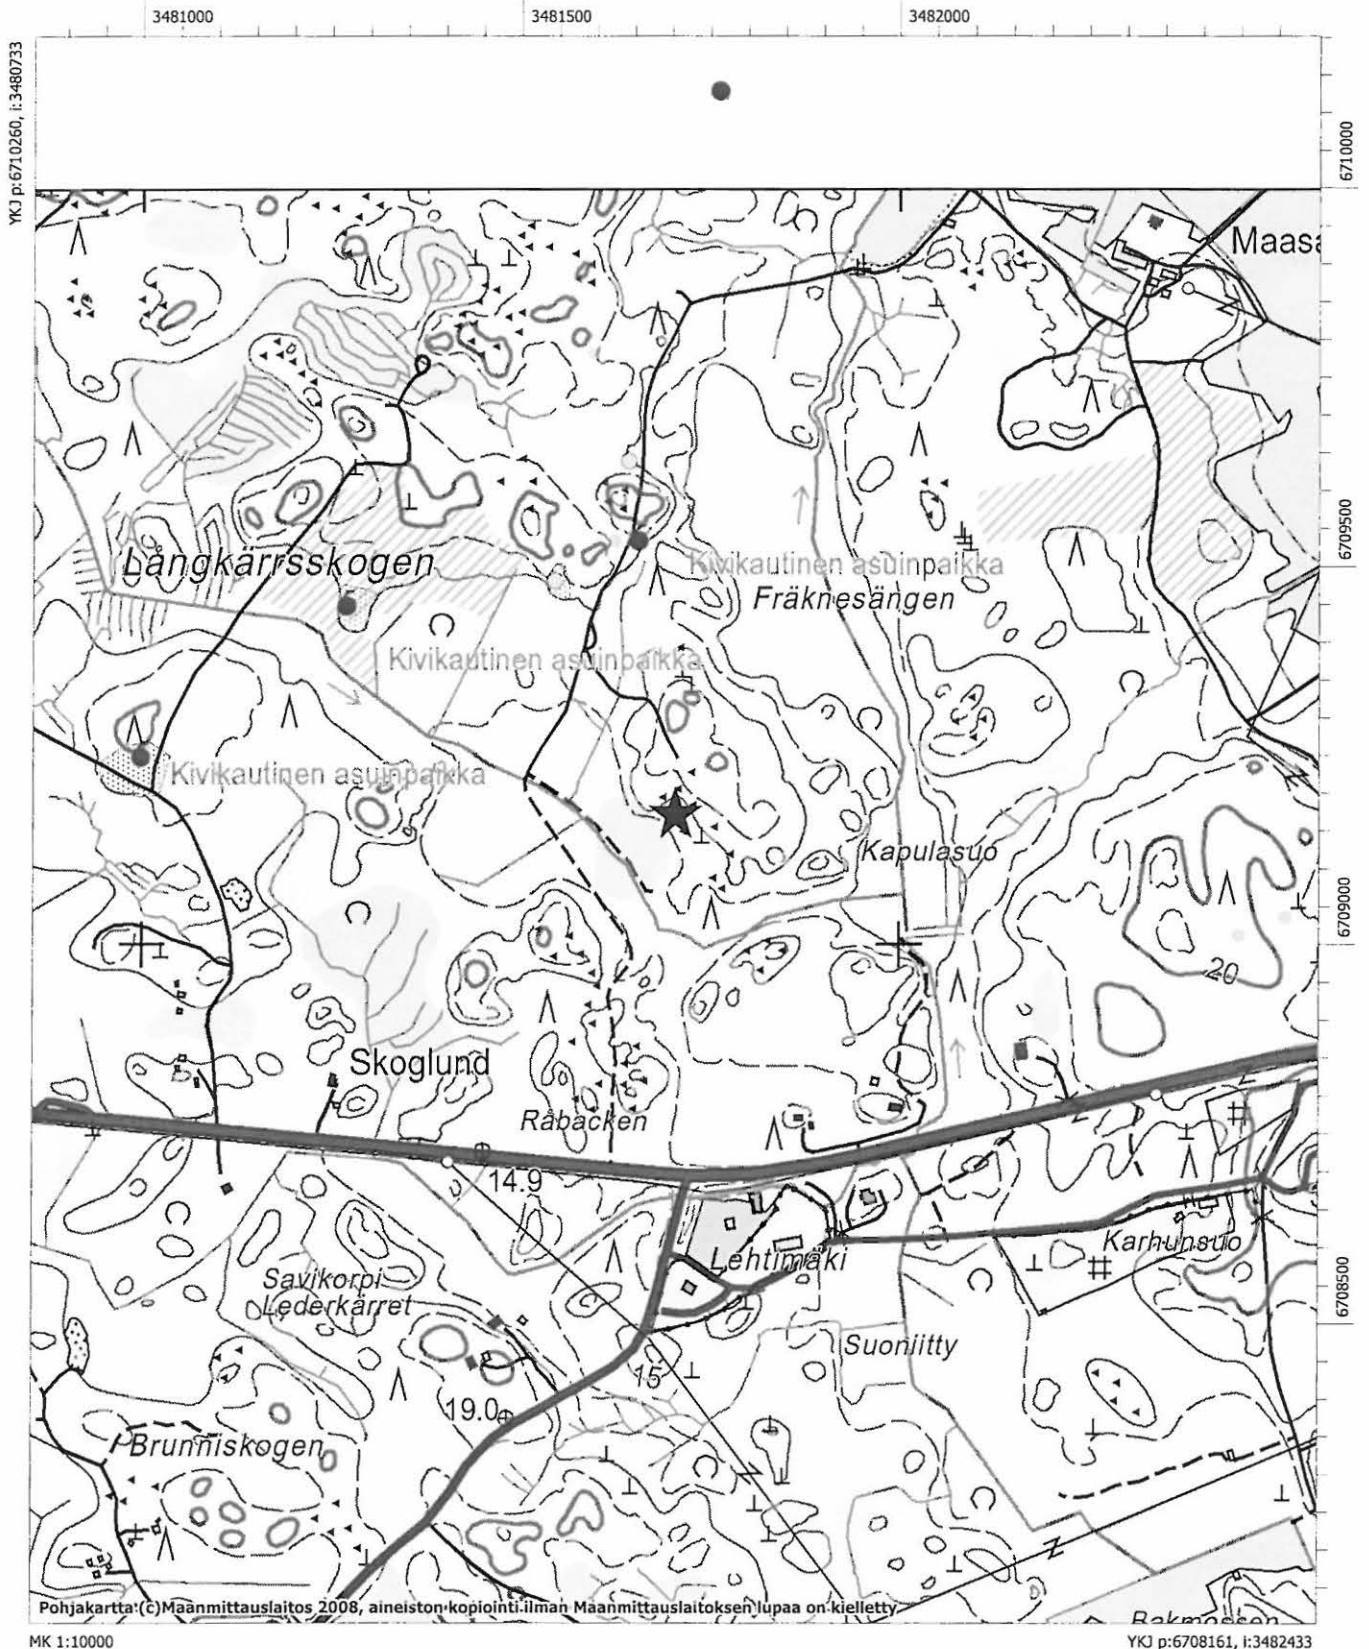 3481000
3481500
3482000
YKJ p:6710260, i:3480733
6710000
Maasa
6709500
Långkärrsskogen
Kivikautinen asuinpaikka
Fräknesängen
Kivikautinen asuinpaikka
Kivikautinen asuinpaikka
Kapulasuo
6709000
20
Skoglund
Råbacken
14.9
Karhunsuo
Lehtimäki
Savikorpi
Lederkärret
6708500
Suoniitty
15
19.0
Brunniskogen
Pohjakartta:(c)Maanmittauslaitos 2008, aineiston kopiointi ilman Maanmittauslaitoksen lupaa on kielletty
MK 1:10000
YKJ p:6708161, i:3482433